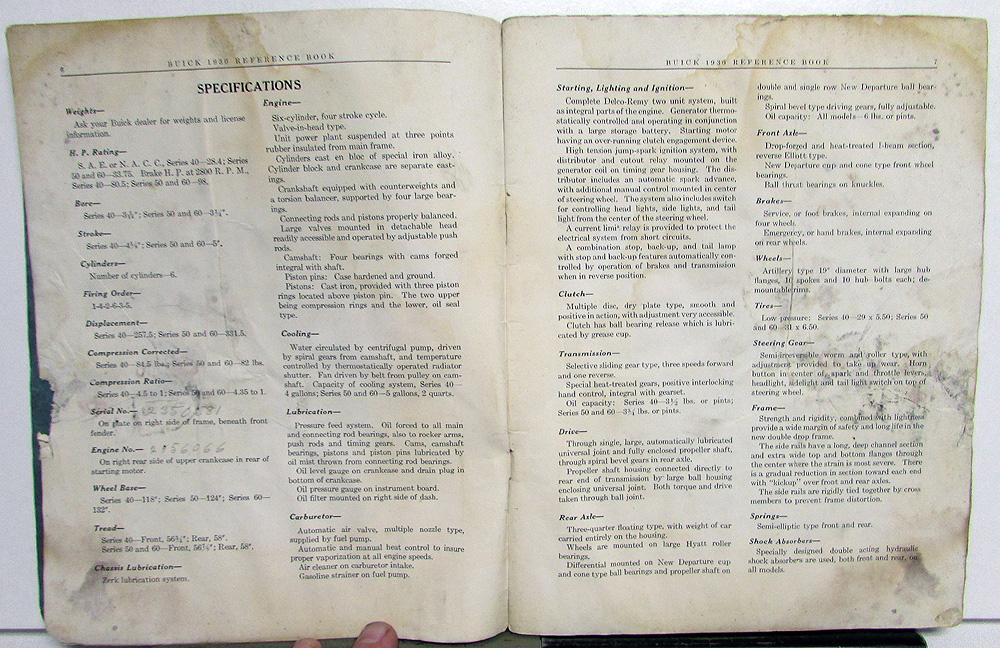 6
BUICK 1930 REFERENCE BOOK
SPECIFICATIONS
Weights—
Ask your Buick dealer for weights and license
information.
H. P. Rating—
S. A. E. or N. A. C. C., Series 40—28.4; Series
50 and 60—33.75. Brake H. P. at 2800 R. P. M.,
Series 40—80.5; Series 50 and 60—98.
Bore—
Series 40—3 7/16"; Series 50 and 60—3¾".
Stroke—
Series 40—4⅝"; Series 50 and 60—5".
Cylinders—
Number of cylinders—6.
Firing Order—
1-4-2-6-3-5.
Displacement—
Series 40—257.5; Series 50 and 60—331.5.
Compression Corrected—
Series 40—84.5 lbs.; Series 50 and 60—82 lbs.
Compression Ratio—
Series 40—4.5 to 1; Series 50 and 60—4.35 to 1.
Serial No.—
On plate on right side of frame, beneath front
fender.
Engine No.—
On right rear side of upper crankcase in rear of
starting motor.
Wheel Base—
Series 40—118"; Series 50—124"; Series 60—
132".
Tread—
Series 40—Front, 56¾"; Rear, 58".
Series 50 and 60—Front, 56⅞"; Rear, 58".
Chassis Lubrication—
Zerk lubrication system.
Engine—
Six-cylinder, four stroke cycle.
Valve-in-head type.
Unit power plant suspended at three points
rubber insulated from main frame.
Cylinders cast en bloc of special iron alloy.
Cylinder block and crankcase are separate cast-
ings.
Crankshaft equipped with counterweights and
a torsion balancer, supported by four large bear-
ings.
Connecting rods and pistons properly balanced.
Large valves mounted in detachable head
readily accessible and operated by adjustable push
rods.
Camshaft: Four bearings with cams forged
integral with shaft.
Piston pins: Case hardened and ground.
Pistons: Cast iron, provided with three piston
rings located above piston pin. The two upper
being compression rings and the lower, oil seal
type.
Cooling—
Water circulated by centrifugal pump, driven
by spiral gears from camshaft, and temperature
controlled by thermostatically operated radiator
shutter. Fan driven by belt from pulley on cam-
shaft. Capacity of cooling system, Series 40—
4 gallons; Series 50 and 60—5 gallons, 2 quarts.
Lubrication—
Pressure feed system. Oil forced to all main
and connecting rod bearings, also to rocker arms,
push rods and timing gears. Cams, camshaft
bearings, pistons and piston pins lubricated by
oil mist thrown from connecting rod bearings.
Oil level gauge on crankcase and drain plug in
bottom of crankcase.
Oil pressure gauge on instrument board.
Oil filter mounted on right side of dash.
Carburetor—
Automatic air valve, multiple nozzle type,
supplied by fuel pump.
Automatic and manual heat control to insure
proper vaporization at all engine speeds.
Air cleaner on carburetor intake.
Gasoline strainer on fuel pump.
BUICK 1930 REFERENCE BOOK
7
Starting, Lighting and Ignition—
Complete Delco-Remy two unit system, built
as integral parts of the engine. Generator thermo-
statically controlled and operating in conjunction
with a large storage battery. Starting motor
having an over-running clutch engagement device.
High tension jump-spark ignition system, with
distributor and cutout relay mounted on the
generator coil on timing gear housing. The dis-
tributor includes an automatic spark advance,
with additional manual control mounted in center
of steering wheel. The system also includes switch
for controlling head lights, side lights, and tail
light from the center of the steering wheel.
A current limit relay is provided to protect the
electrical system from short circuits.
A combination stop, back-up, and tail lamp
with stop and back-up features automatically con-
trolled by operation of brakes and transmission
when in reverse position.
Clutch—
Multiple disc, dry plate type, smooth and
positive in action, with adjustment very accessible.
Clutch has ball bearing release which is lubri-
cated by grease cup.
Transmission—
Selective sliding gear type, three speeds forward
and one reverse.
Special heat-treated gears, positive interlocking
hand control, integral with gearset.
Oil capacity: Series 40—3½ lbs. or pints;
Series 50 and 60—3¾ lbs. or pints.
Drive—
Through single, large, automatically lubricated
universal joint and fully enclosed propeller shaft,
through spiral bevel gears in rear axle.
Propeller shaft housing connected directly to
rear end of transmission by large ball housing
enclosing universal joint. Both torque and drive
taken through ball joint.
Rear Axle—
Three-quarter floating type, with weight of car
carried entirely on the housing.
Wheels are mounted on large Hyatt roller
bearings.
Differential mounted on New Departure cup
and cone type ball bearings and propeller shaft on
double and single row New Departure ball bear-
ings.
Spiral bevel type driving gears, fully adjustable.
Oil capacity: All models—6 lbs. or pints.
Front Axle—
Drop-forged and heat-treated I-beam section,
reverse Elliott type.
New Departure cup and cone type front wheel
bearings.
Ball thrust bearings on knuckles.
Brakes—
Service, or foot brakes, internal expanding on
four wheels.
Emergency, or hand brakes, internal expanding
on rear wheels.
Wheels—
Artillery type 19" diameter with large hub
flanges, 10 spokes and 10 hub bolts each; de-
mountable rims.
Tires—
Low pressure: Series 40—29 x 5.50; Series 50
and 60—31 x 6.50.
Steering Gear—
Semi-irreversible worm and roller type, with
adjustment provided to take up wear. Horn
button in center of spark and throttle levers,
headlight, sidelight and tail light switch on top of
steering wheel.
Frame—
Strength and rigidity, combined with lightness
provide a wide margin of safety and long life in the
new double drop frame.
The side rails have a long, deep channel section
and extra wide top and bottom flanges through
the center where the strain is most severe. There
is a gradual reduction in section toward each end
with "kickup" over front and rear axles.
The side rails are rigidly tied together by cross
members to prevent frame distortion.
Springs—
Semi-elliptic type front and rear.
Shock Absorbers—
Specially designed double acting hydraulic
shock absorbers are used, both front and rear, on
all models.